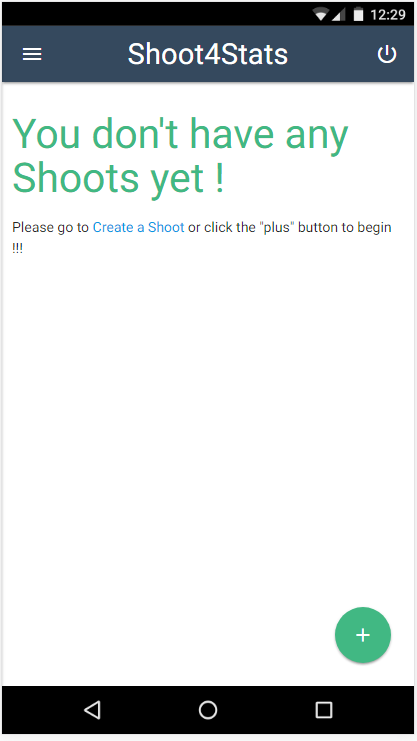 12:29
Shoot4Stats
You don't have any
Shoots yet !
Please go to Create a Shoot or click the "plus" button to begin
!!!